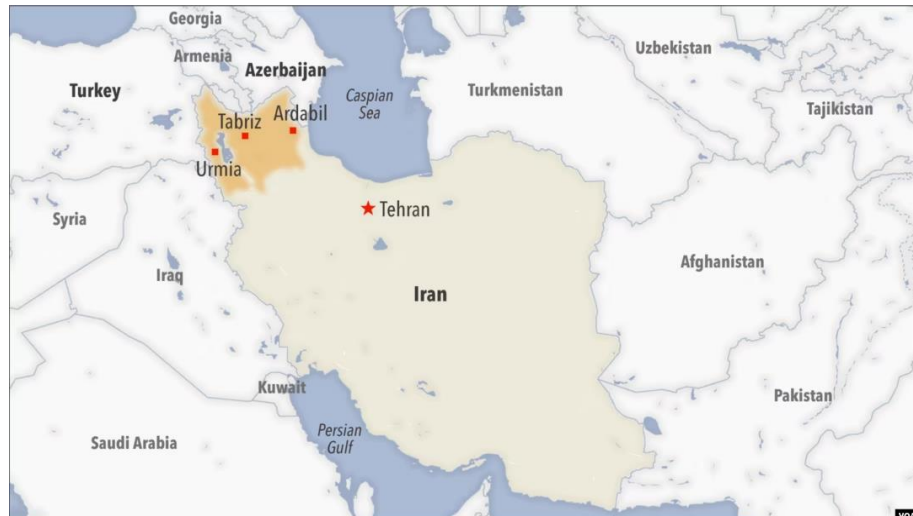 Georgia
Uzbekistan
Armenia
Azerbaijan
Turkey
Caspian
Sea
Turkmenistan
Tajikistan
Ardabil
Tabriz
Urmia
Tehran
Syria
Afghanistan
Iraq
Iran
Kuwait
Pakistan
Persian
Gulf
Saudi Arabia